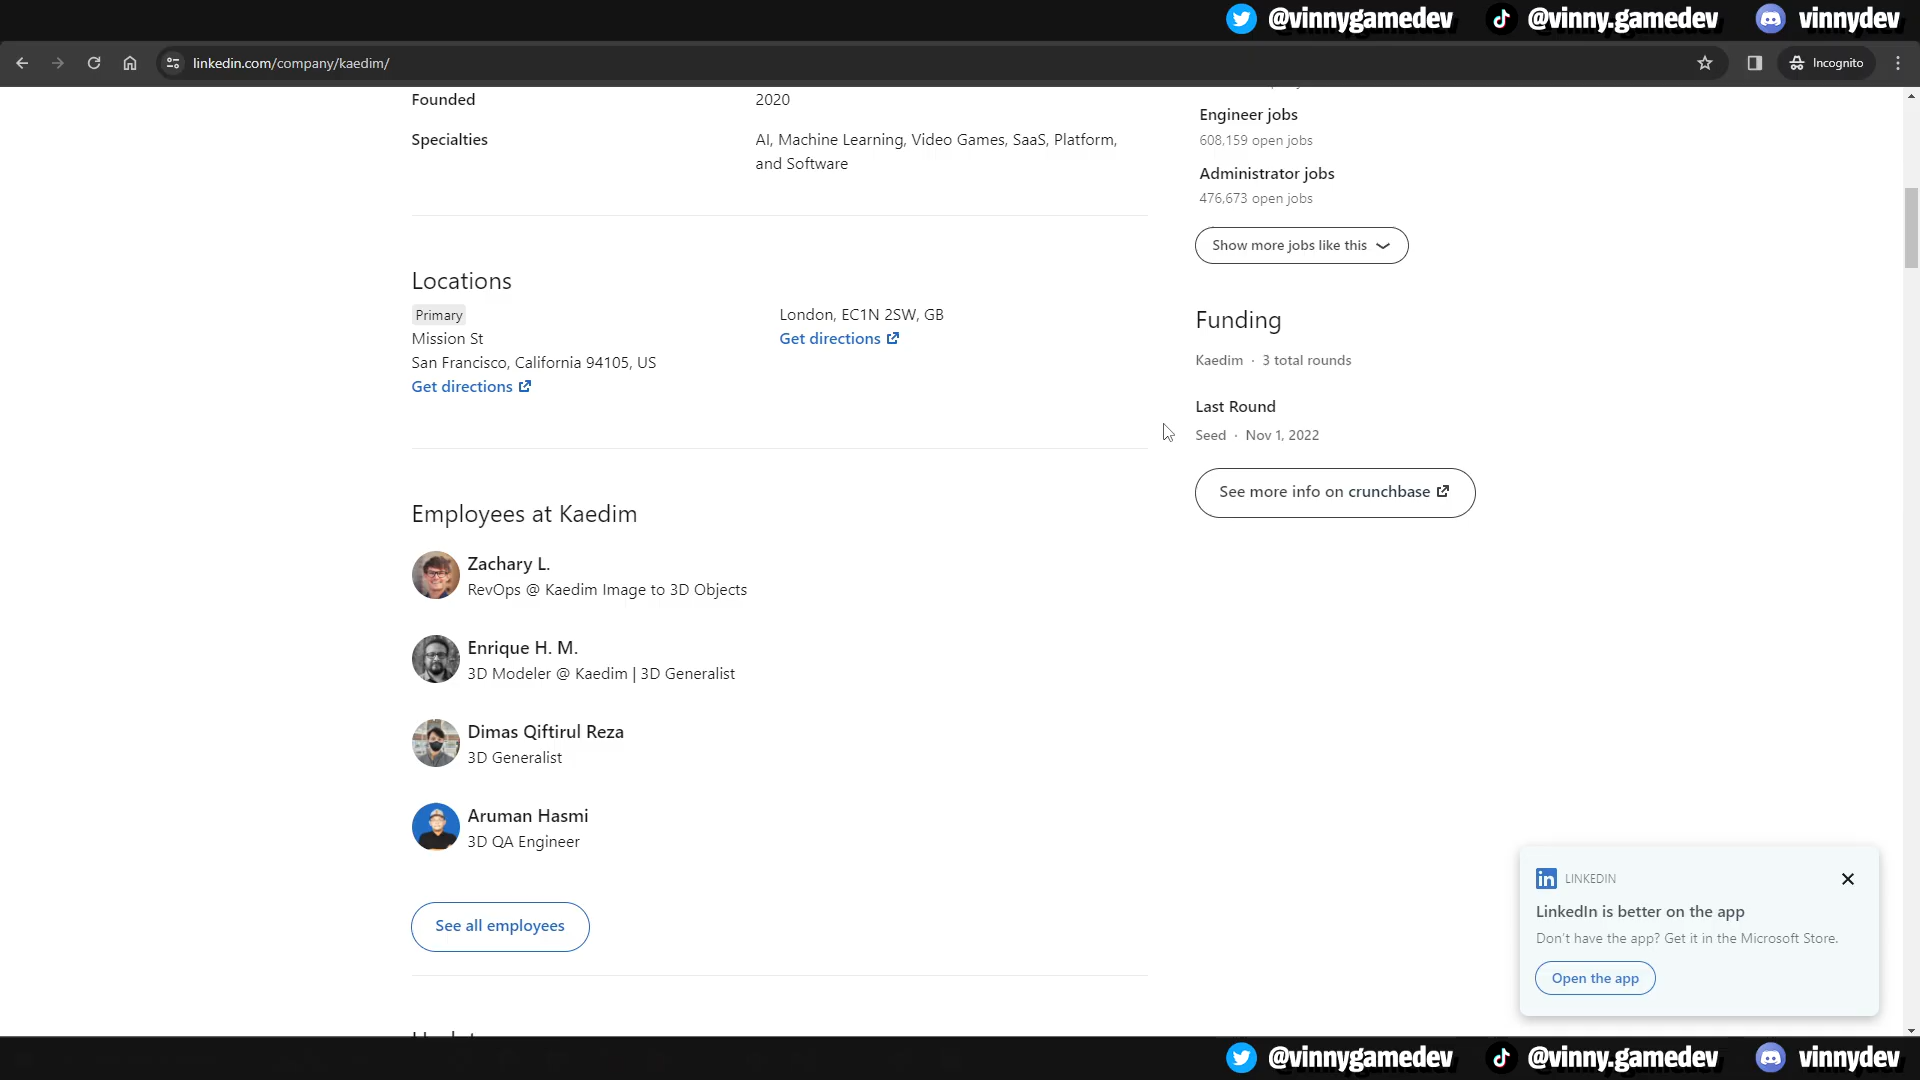 @vinnygamedev @vinny.gamedev vinnydev
linkedin.com/company/kaedim/
Incognito
Founded
2020
Specialties
AI, Machine Learning, Video Games, SaaS, Platform,
and Software
Locations
Primary
Mission St
San Francisco, California 94105, US
Get directions
London, EC1N 2SW, GB
Get directions
Employees at Kaedim
Zachary L.
RevOps @ Kaedim Image to 3D Objects
Enrique H. M.
3D Modeler @ Kaedim | 3D Generalist
Dimas Qiftirul Reza
3D Generalist
Aruman Hasmi
3D QA Engineer
See all employees
Engineer jobs
608,159 open jobs
Administrator jobs
476,673 open jobs
Show more jobs like this
Funding
Kaedim · 3 total rounds
Last Round
Seed · Nov 1, 2022
See more info on crunchbase
in LINKEDIN
LinkedIn is better on the app
Don't have the app? Get it in the Microsoft Store.
Open the app
@vinnygamedev @vinny.gamedev vinnydev